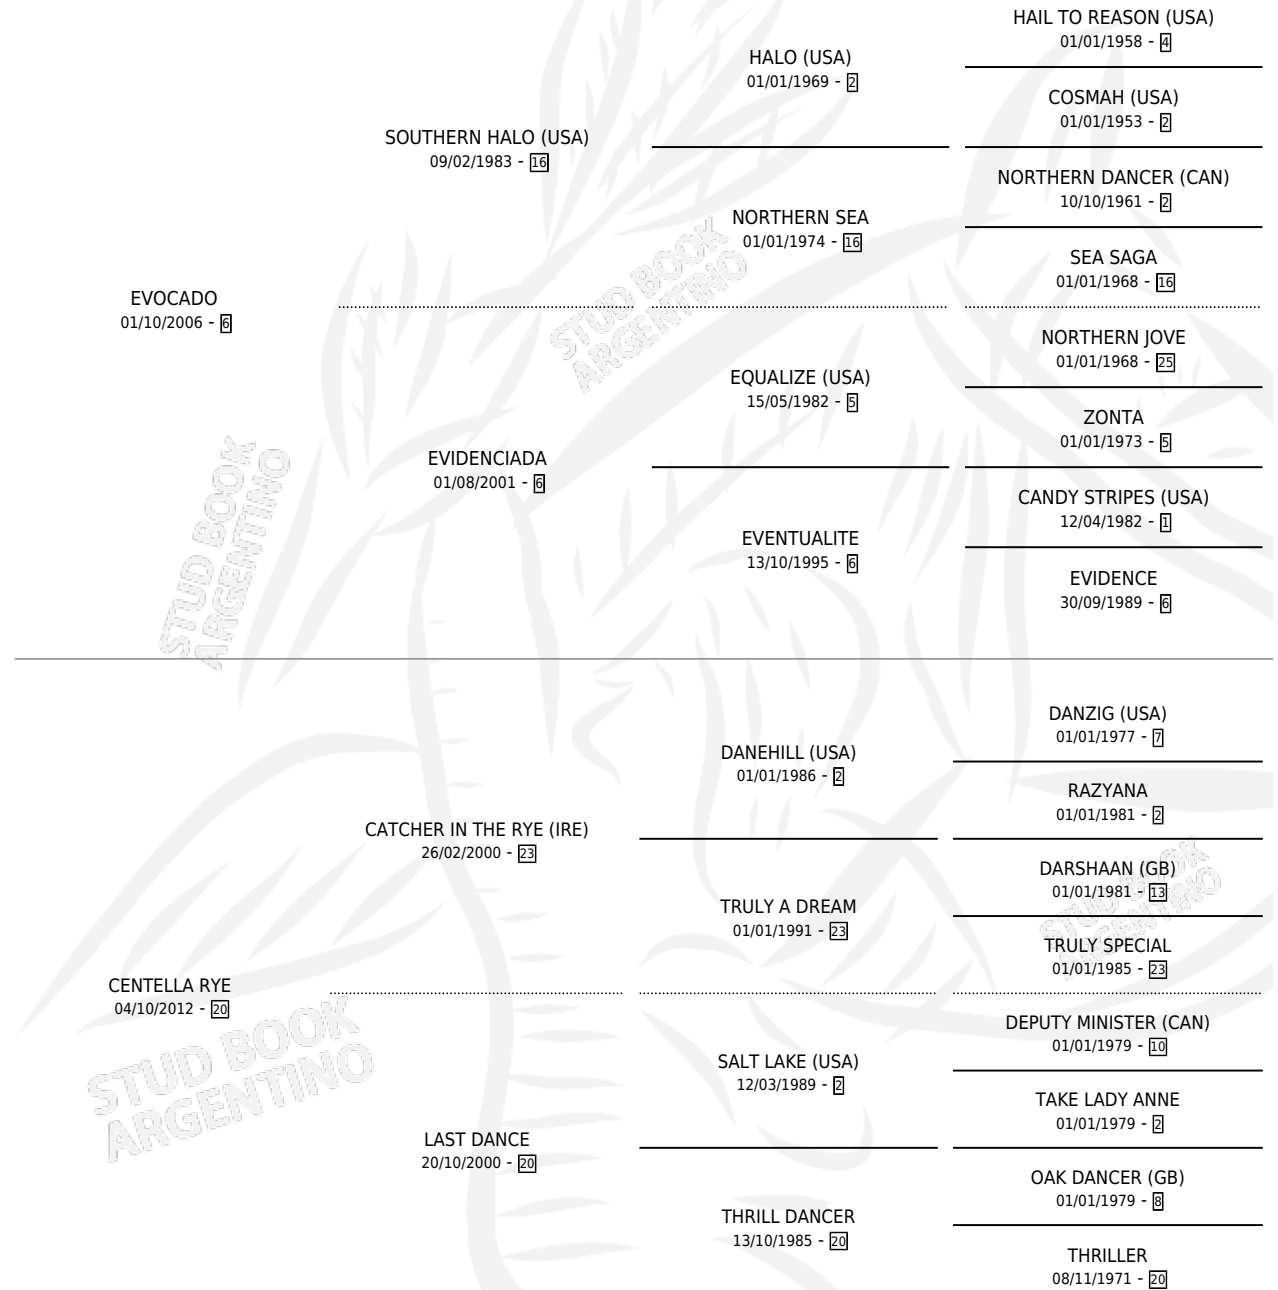 HAIL TO REASON (USA)
01/01/1958 - 4
HALO (USA)
01/01/1969 - 2
COSMAH (USA)
01/01/1953 - 2
SOUTHERN HALO (USA)
09/02/1983 - 16
NORTHERN DANCER (CAN)
10/10/1961 - 2
NORTHERN SEA
01/01/1974 - 16
SEA SAGA
01/01/1968 - 16
EVOCADO
01/10/2006 - 6
STUD BOOK
ARGENTINO
NORTHERN JOVE
01/01/1968 - 25
EQUALIZE (USA)
15/05/1982 - 5
ZONTA
01/01/1973 - 5
EVIDENCIADA
01/08/2001 - 6
CANDY STRIPES (USA)
12/04/1982 - 1
EVENTUALITE
13/10/1995 - 6
EVIDENCE
30/09/1989 - 6
STUD BOOK
ARGENTINO
DANZIG (USA)
01/01/1977 - 7
DANEHILL (USA)
01/01/1986 - 2
RAZYANA
01/01/1981 - 2
CATCHER IN THE RYE (IRE)
26/02/2000 - 23
DARSHAAN (GB)
01/01/1981 - 13
STUD BOOK
ARGENTINO
TRULY A DREAM
01/01/1991 - 23
TRULY SPECIAL
01/01/1985 - 23
CENTELLA RYE
04/10/2012 - 20
DEPUTY MINISTER (CAN)
01/01/1979 - 10
STUD BOOK
ARGENTINO
SALT LAKE (USA)
12/03/1989 - 2
TAKE LADY ANNE
01/01/1979 - 2
LAST DANCE
20/10/2000 - 20
OAK DANCER (GB)
01/01/1979 - 8
THRILL DANCER
13/10/1985 - 20
THRILLER
08/11/1971 - 20